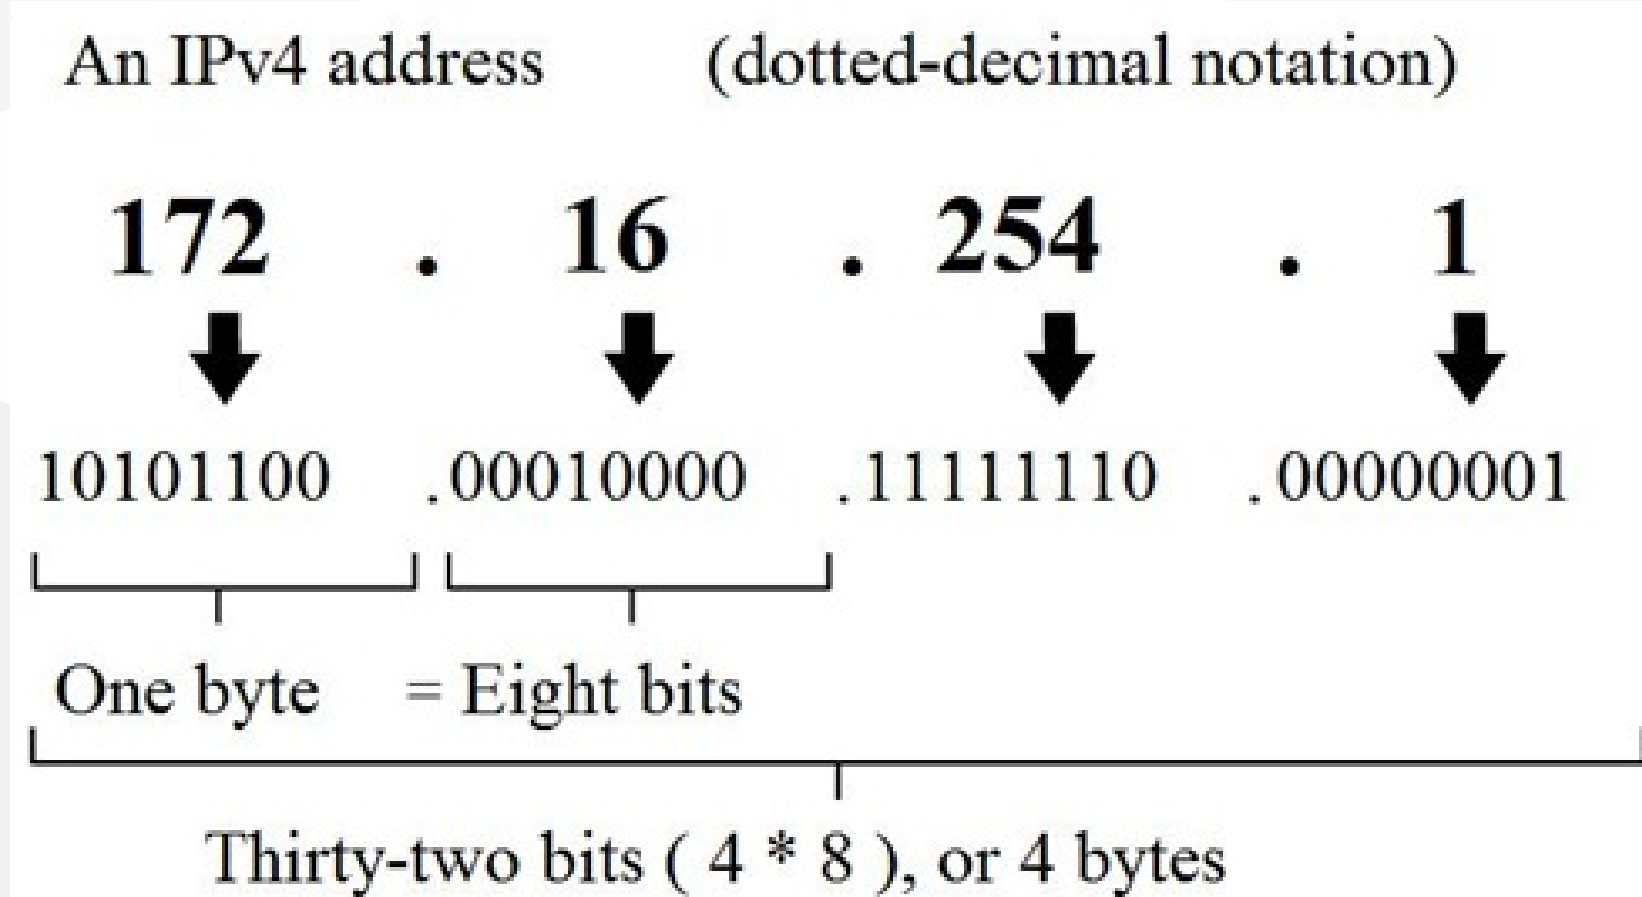 An IPv4 address (dotted-decimal notation)
172 . 16 . 254 . 1
10101100 .00010000 .11111110 .00000001
One byte = Eight bits
Thirty-two bits ( 4 * 8 ), or 4 bytes